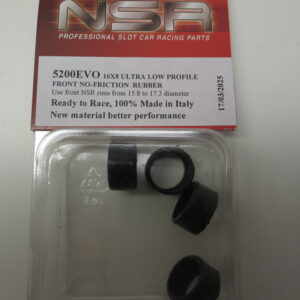 NSR
PROFESSIONAL SLOT CAR RACING PARTS
5200EVO 16X8 ULTRA LOW PROFILE
FRONT NO-FRICTION RUBBER
Use front NSR rims from 15.8 to 17.3 diameter
Ready to Race, 100% Made in Italy
New material better performance
17/03/2025